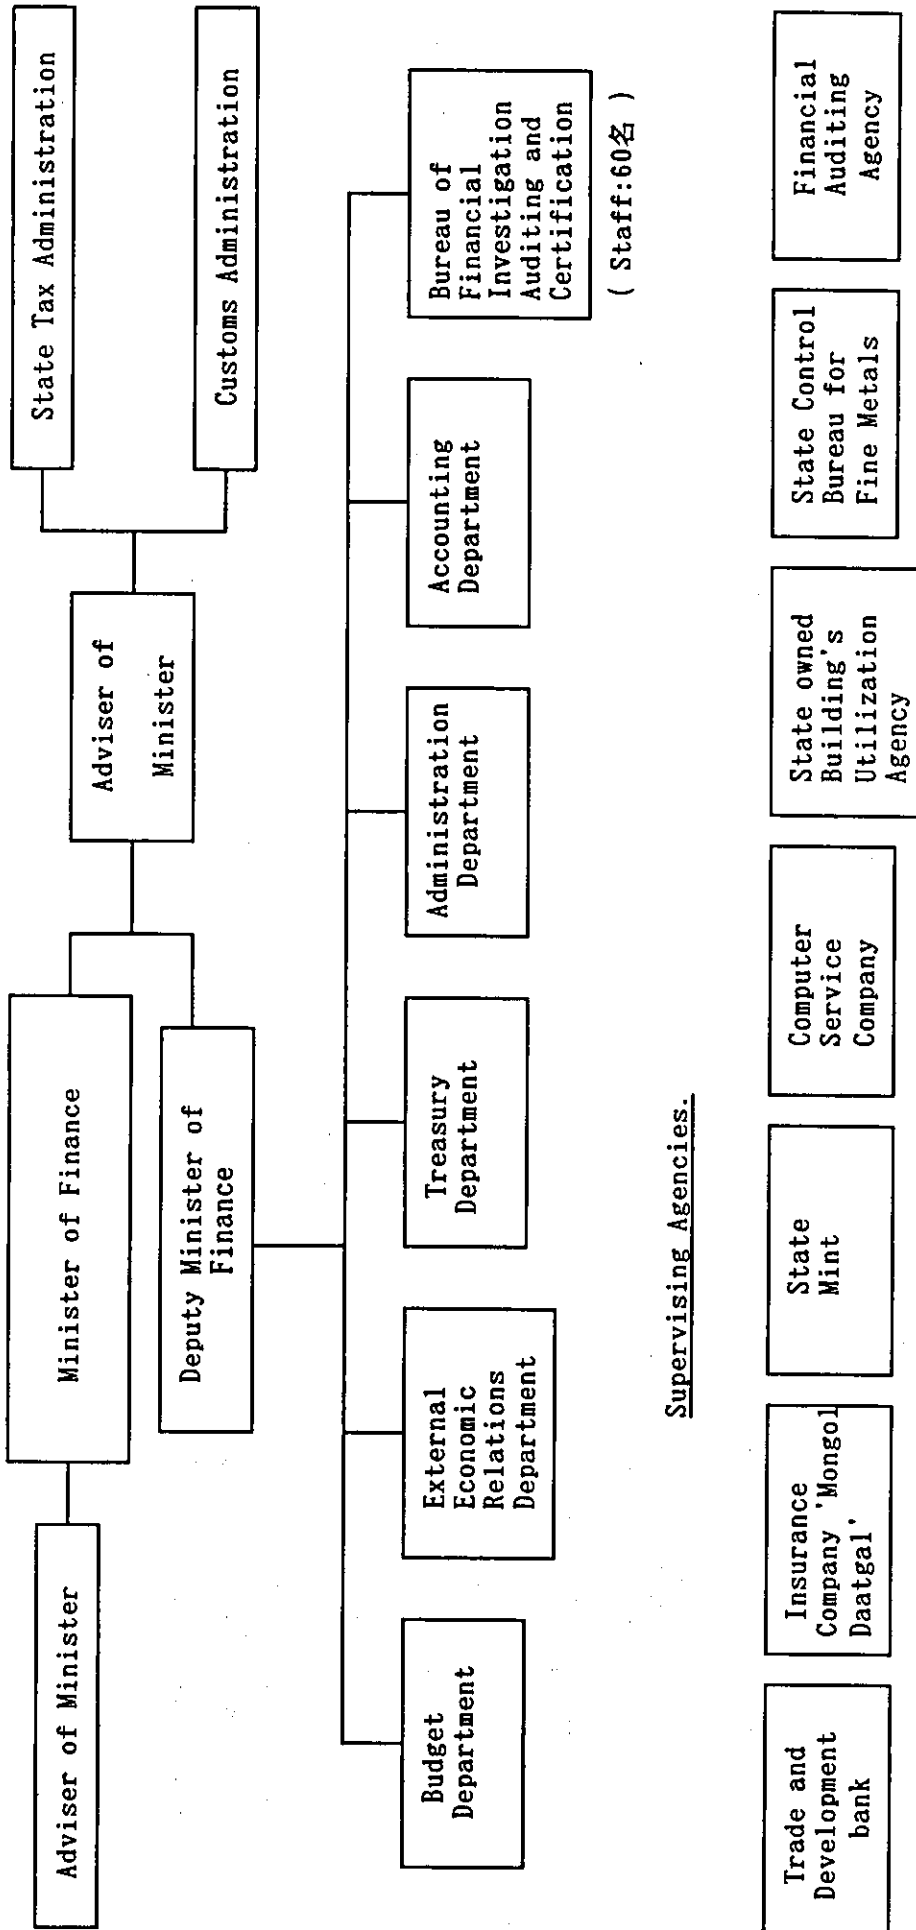 Adviser of Minister
Minister of Finance
Deputy Minister of
Finance
Adviser of
Minister
State Tax Administration
Customs Administration
Budget
Department
External
Economic
Relations
Department
Treasury
Department
Administration
Department
Accounting
Department
Bureau of
Financial
Investigation
Auditing and
Certification
( Staff:60名 )
Supervising Agencies.
Trade and
Development
bank
Insurance
Company 'Mongol
Daatgal'
State
Mint
Computer
Service
Company
State owned
Building's
Utilization
Agency
State Control
Bureau for
Fine Metals
Financial
Auditing
Agency